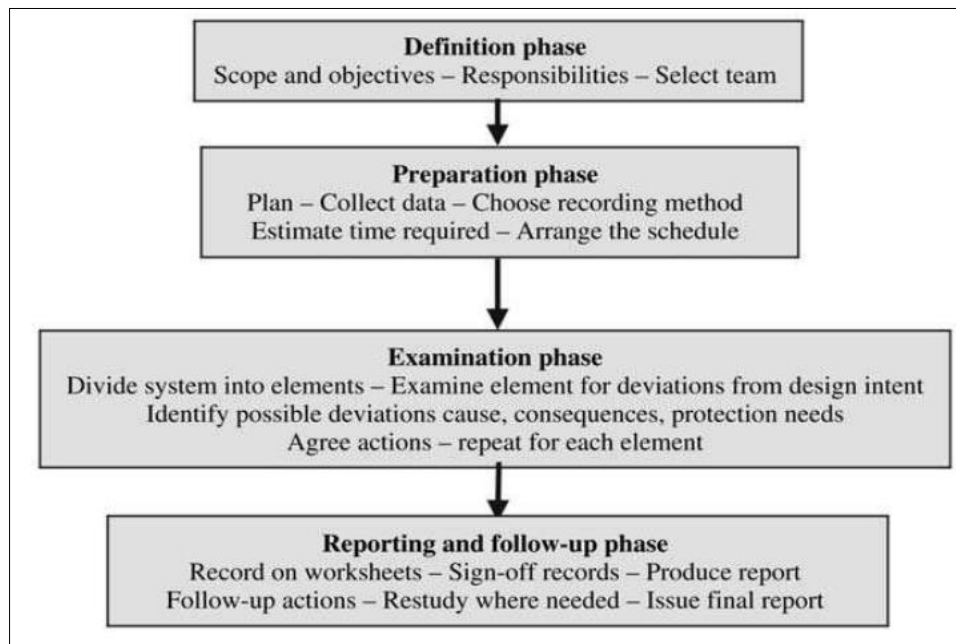 Definition phase
Scope and objectives – Responsibilities – Select team
Preparation phase
Plan – Collect data – Choose recording method
Estimate time required – Arrange the schedule
Examination phase
Divide system into elements – Examine element for deviations from design intent
Identify possible deviations cause, consequences, protection needs
Agree actions – repeat for each element
Reporting and follow-up phase
Record on worksheets – Sign-off records – Produce report
Follow-up actions – Restudy where needed – Issue final report